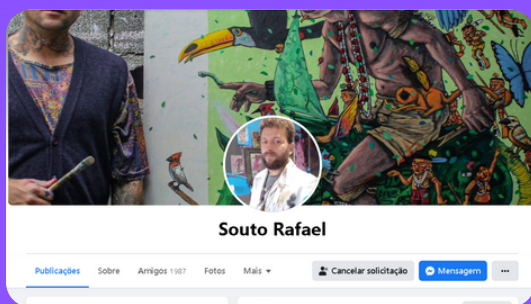 Souto Rafael
Publicações Sobre Amigos 1987 Fotos Mais Cancelar solicitação Mensagem